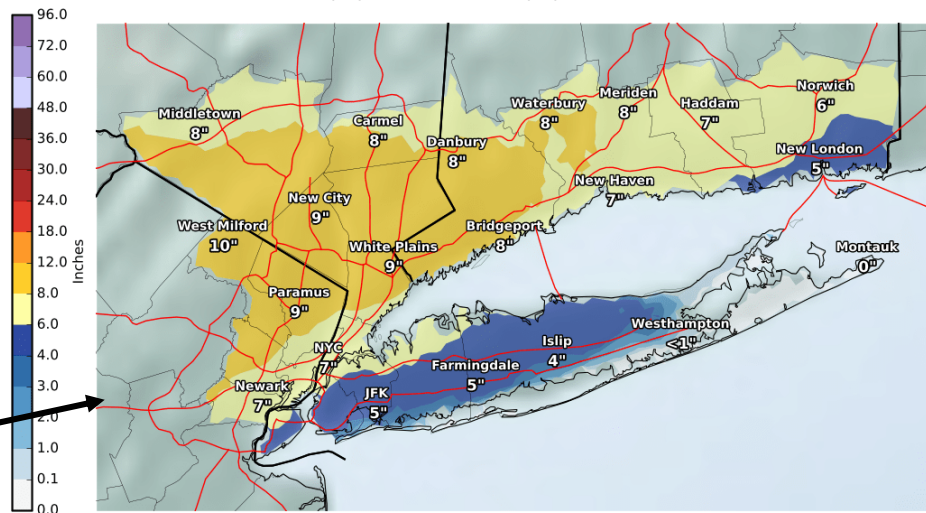 96.0
72.0
60.0
48.0
36.0
30.0
24.0
18.0
12.0
8.0
6.0
4.0
3.0
2.0
1.0
0.1
0.0
Inches
Middletown
8"
Carmel
8"
Danbury
8"
Waterbury
8"
Meriden
8"
Haddam
7"
Norwich
6"
New London
5"
New City
9"
New Haven
7"
West Milford
10"
White Plains
9"
Bridgeport
8"
Montauk
0"
Paramus
9"
NYC
7"
Westhampton
<1"
Islip
4"
Farmingdale
5"
Newark
7"
JFK
5"